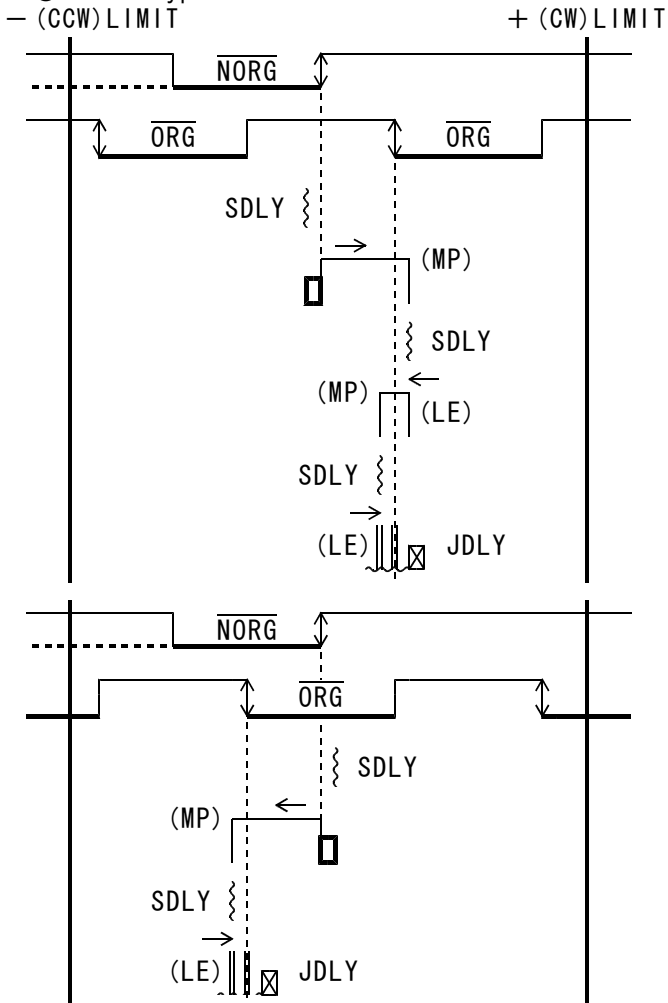 －(CCW)LIMIT ＋(CW)LIMIT
NORG
ORG ORG
SDLY
(MP)
SDLY
(MP)
(LE)
SDLY
(LE) JDLY
NORG
ORG
SDLY
(MP)
SDLY
(LE) JDLY